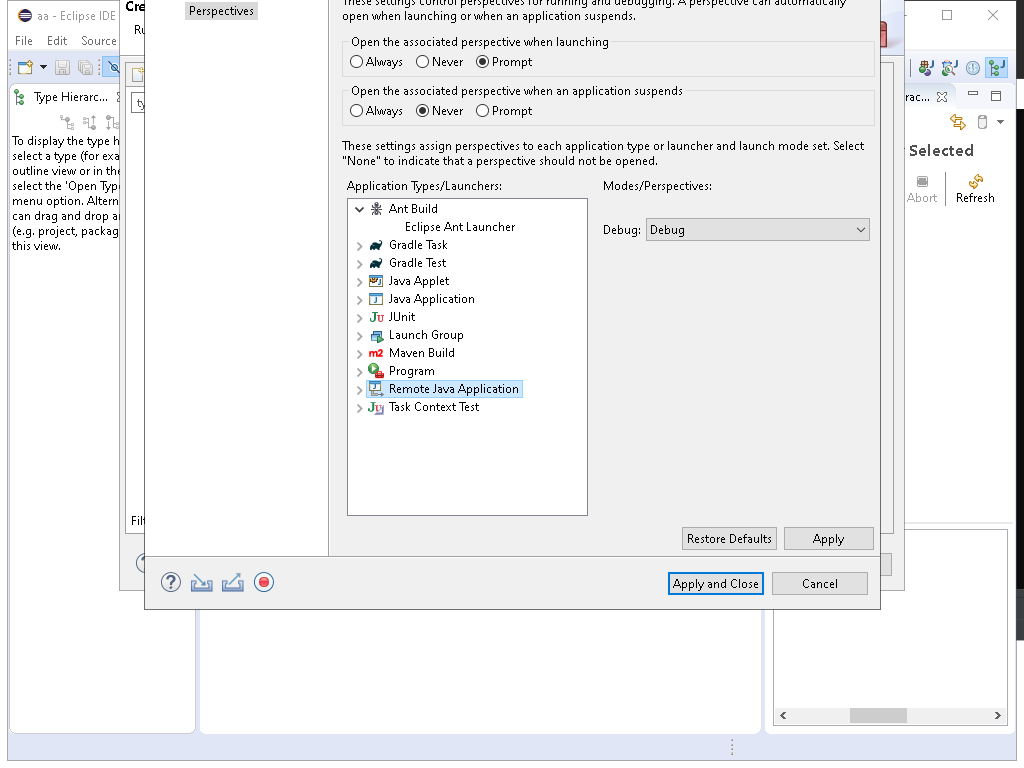 aa - Eclipse IDE
File Edit Source
Type Hierarc...
To display the type h
select a type (for exa
outline view or in the
select the 'Open Type
menu option. Altern
can drag and drop a
(e.g. project, packag
this view.
Cre
Ru
ty
Filt
Perspectives
These settings control perspectives for running and debugging. A perspective can automatically
open when launching or when an application suspends.
Open the associated perspective when launching
Always Never Prompt
Open the associated perspective when an application suspends
Always Never Prompt
These settings assign perspectives to each application type or launcher and launch mode set. Select
"None" to indicate that a perspective should not be opened.
Application Types/Launchers:
Ant Build
Eclipse Ant Launcher
Gradle Task
Gradle Test
Java Applet
Java Application
JUnit
Launch Group
Maven Build
Program
Remote Java Application
Task Context Test
Modes/Perspectives:
Debug: Debug
Restore Defaults Apply
Apply and Close Cancel
rac...
Selected
Abort Refresh